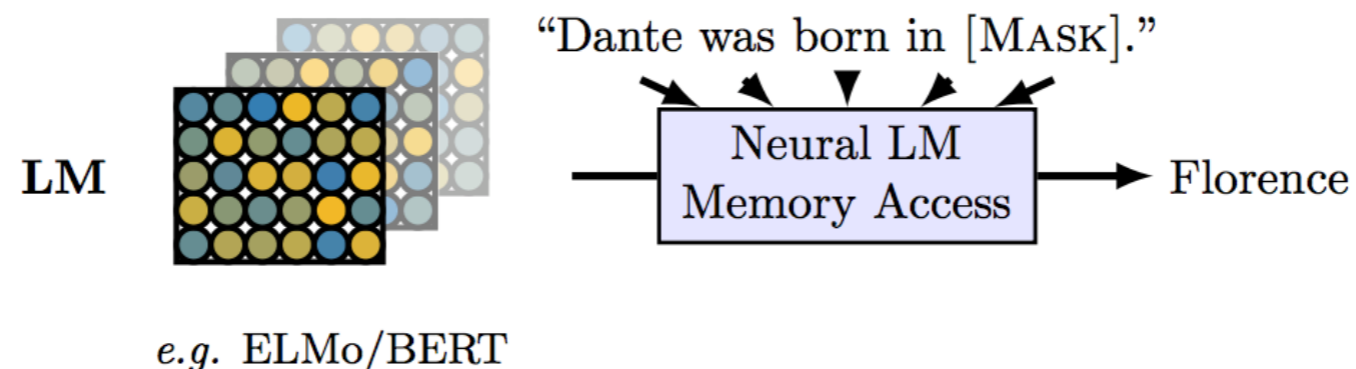 “Dante was born in [MASK].”
LM
Neural LM
Memory Access
Florence
e.g. ELMo/BERT